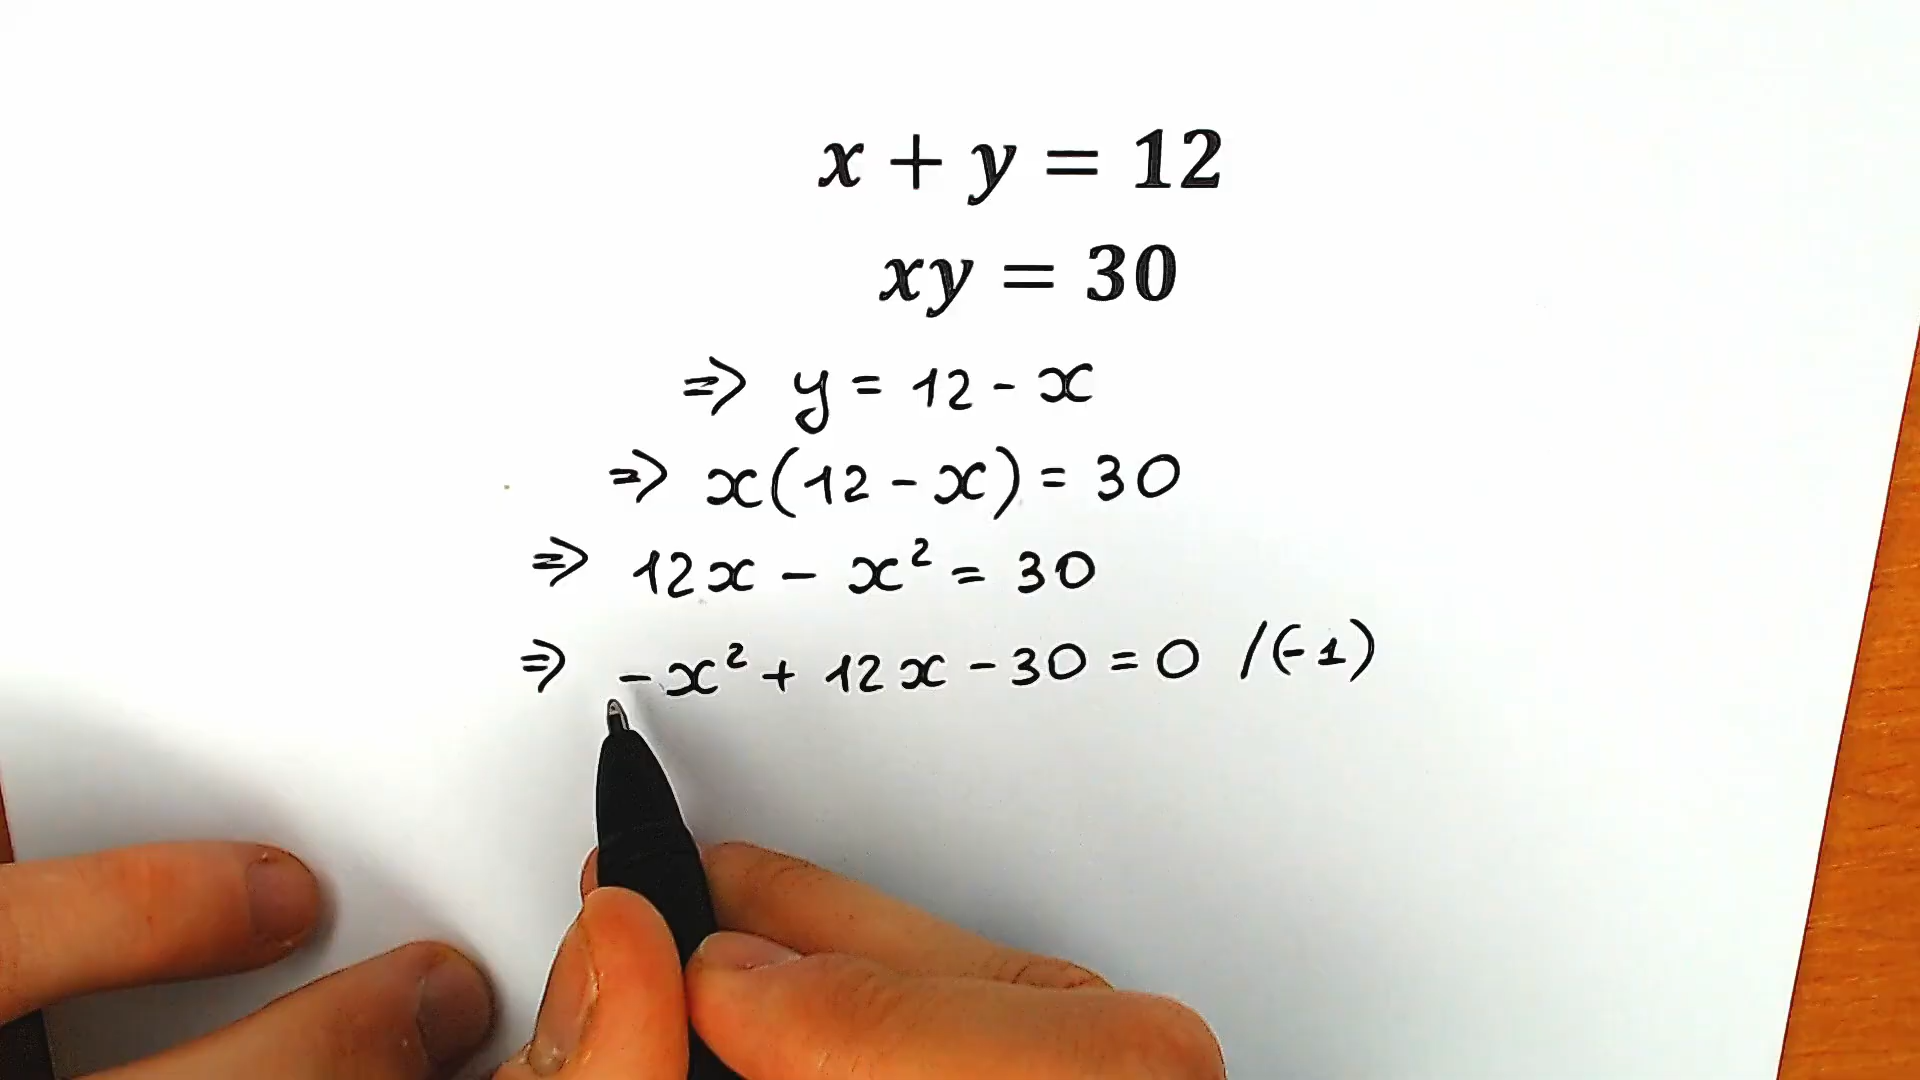 x + y = 12
xy = 30
⇒ y = 12 - x
⇒ x(12 - x) = 30
⇒ 12x - x² = 30
⇒ -x² + 12x - 30 = 0 /(-1)